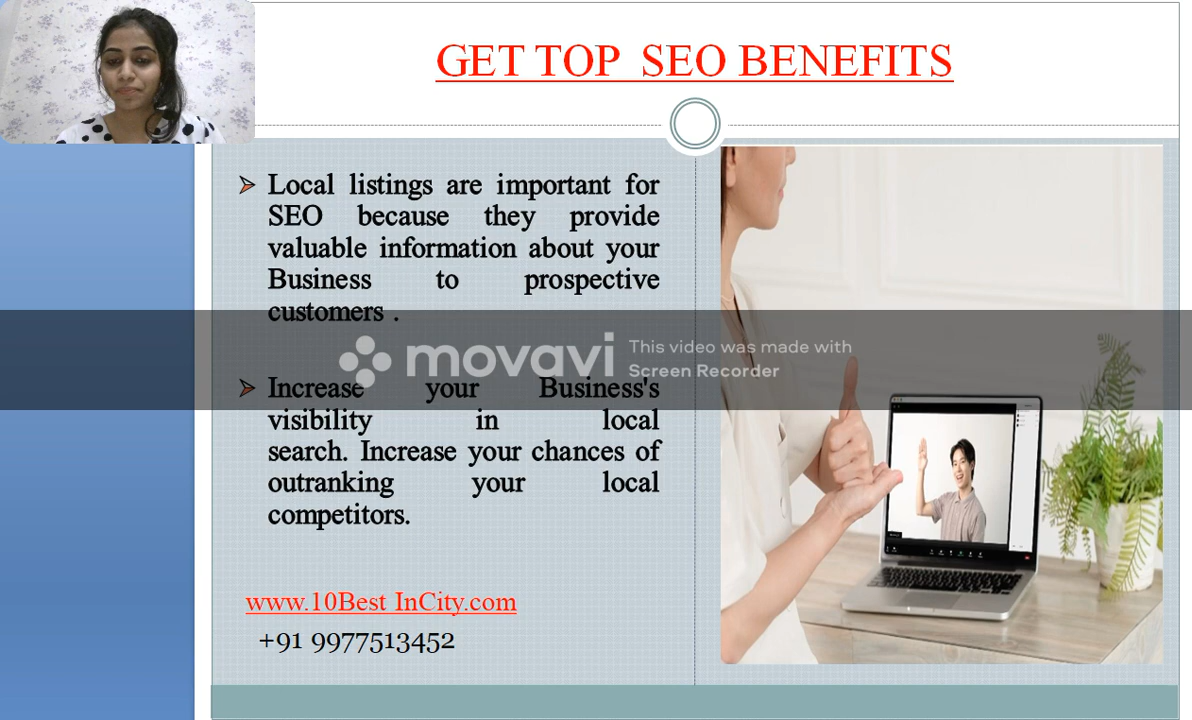 GET TOP SEO BENEFITS
Local listings are important for
SEO because they provide
valuable information about your
Business to prospective
customers .
movavi
This video was made with
Screen Recorder
Increase your Business's
visibility in local
search. Increase your chances of
outranking your local
competitors.
www.10Best InCity.com
+91 9977513452